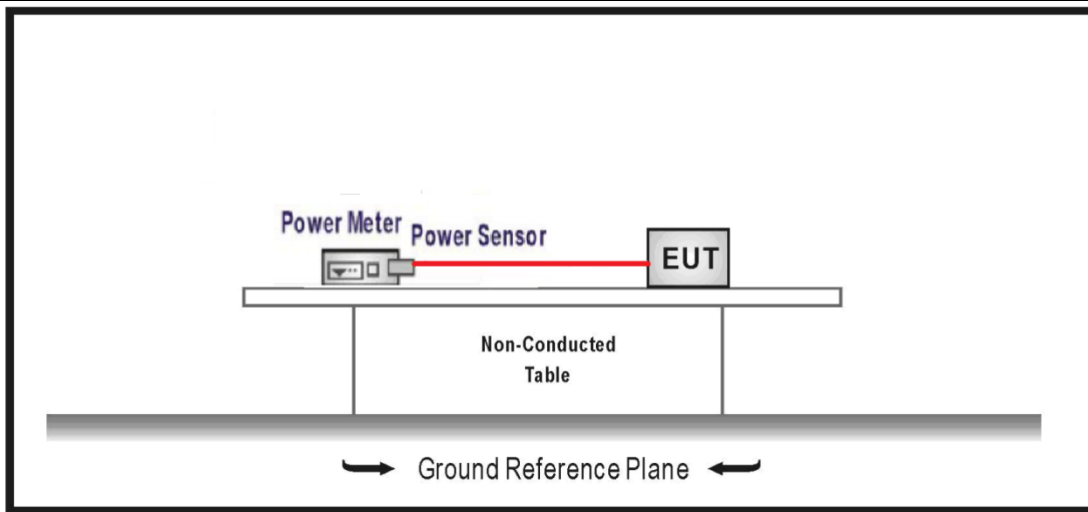 Power Meter
Power Sensor
EUT
Non-Conducted
Table
Ground Reference Plane